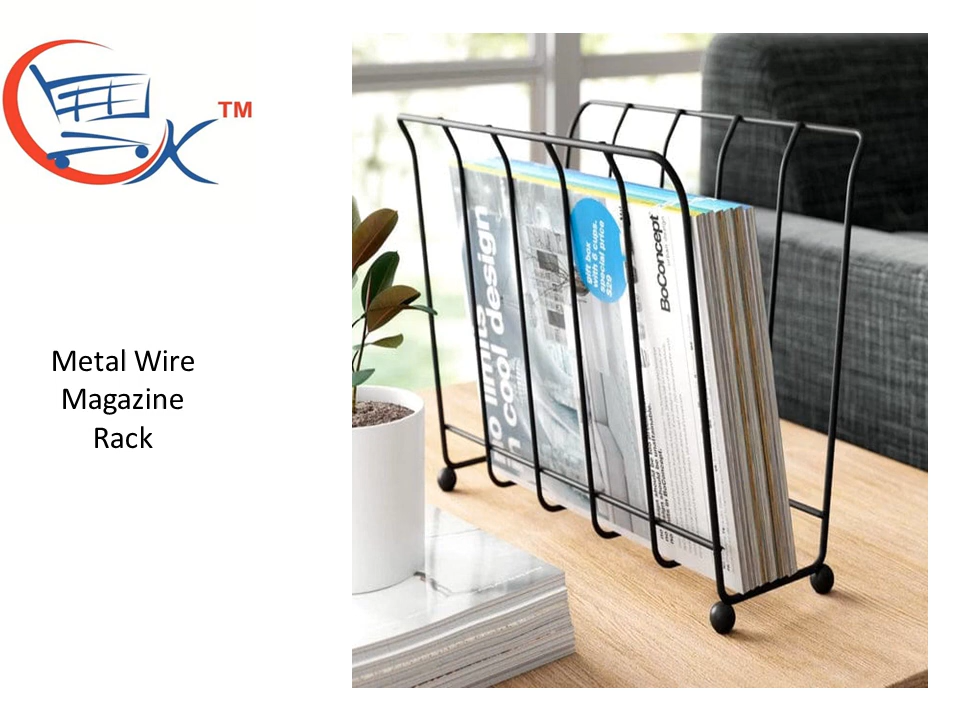 K TM
Metal Wire
Magazine
Rack
no limits
in cool design
gift box
with 6 cups.
special price
$29
BoConcept